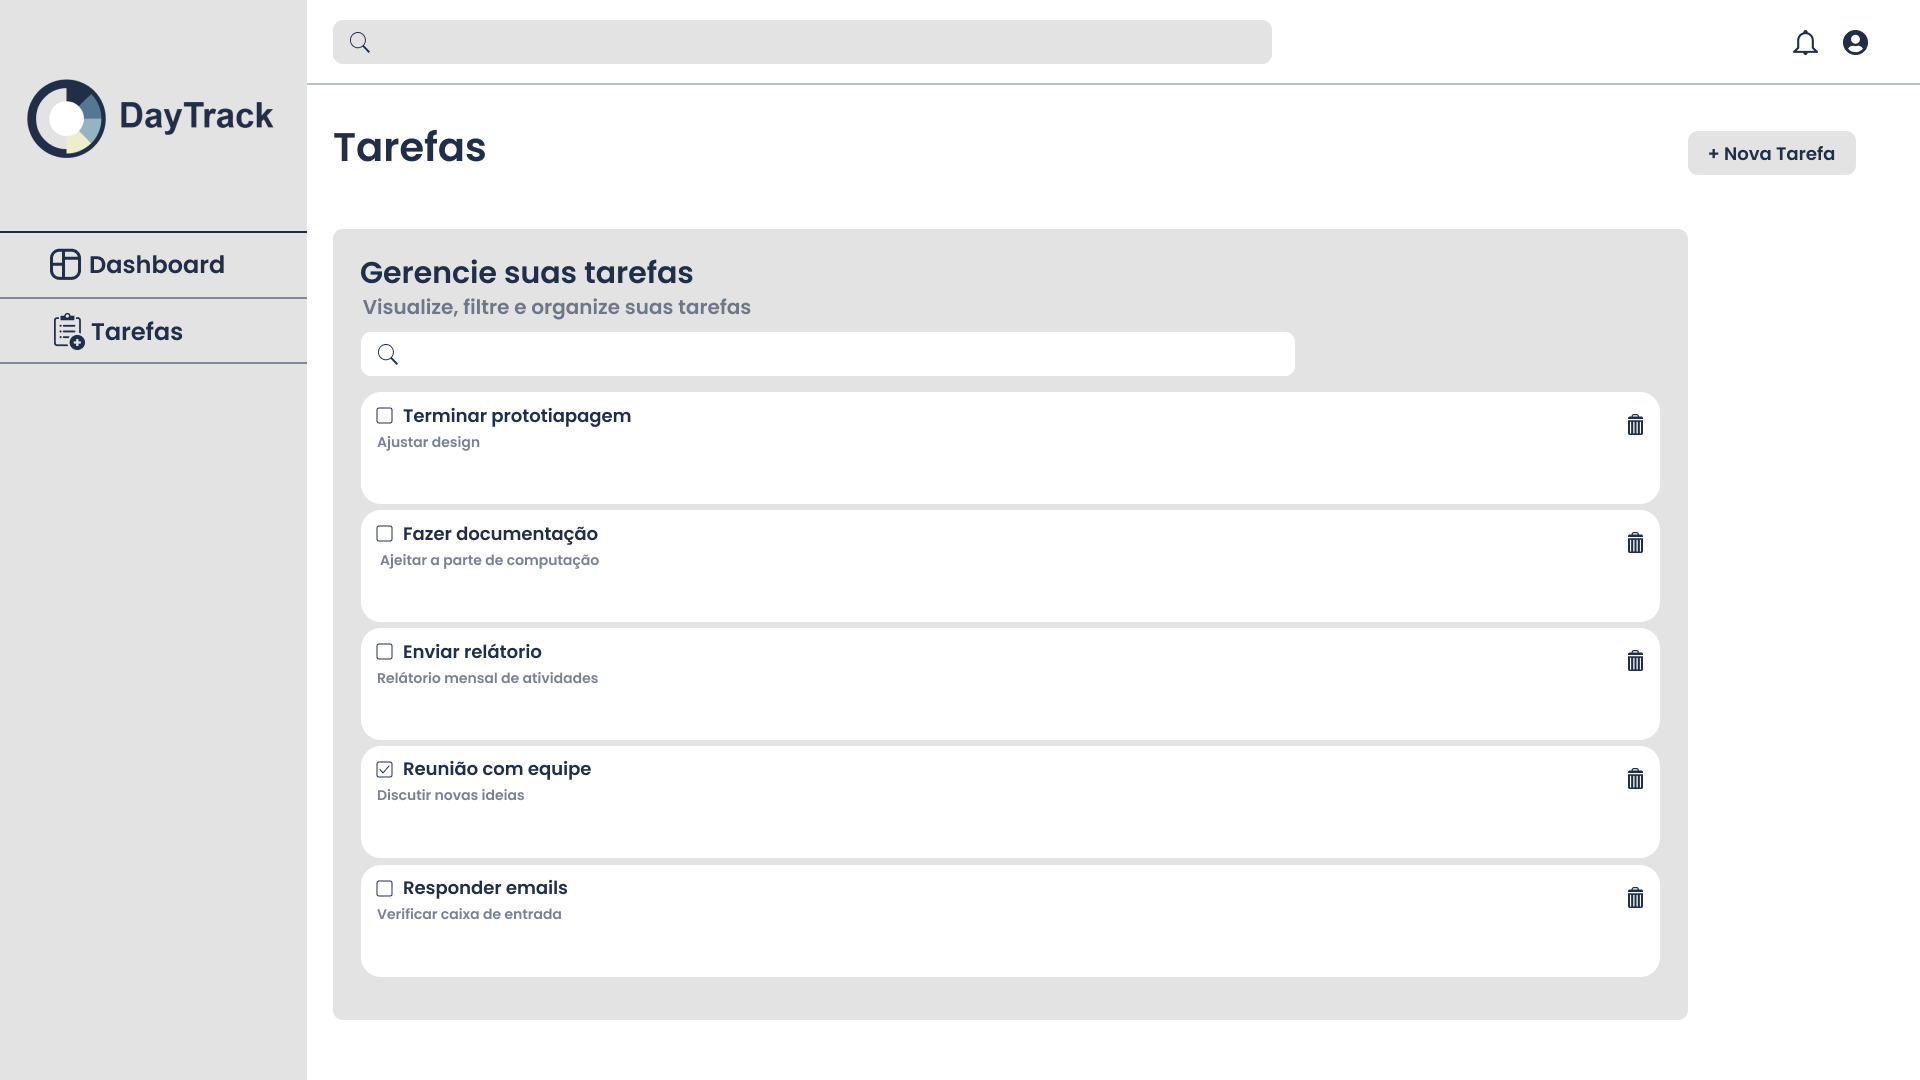 DayTrack
Dashboard
Tarefas
Tarefas
+ Nova Tarefa
Gerencie suas tarefas
Visualize, filtre e organize suas tarefas
Terminar prototiapagem
Ajustar design
Fazer documentação
Ajeitar a parte de computação
Enviar relátorio
Relátorio mensal de atividades
Reunião com equipe
Discutir novas ideias
Responder emails
Verificar caixa de entrada